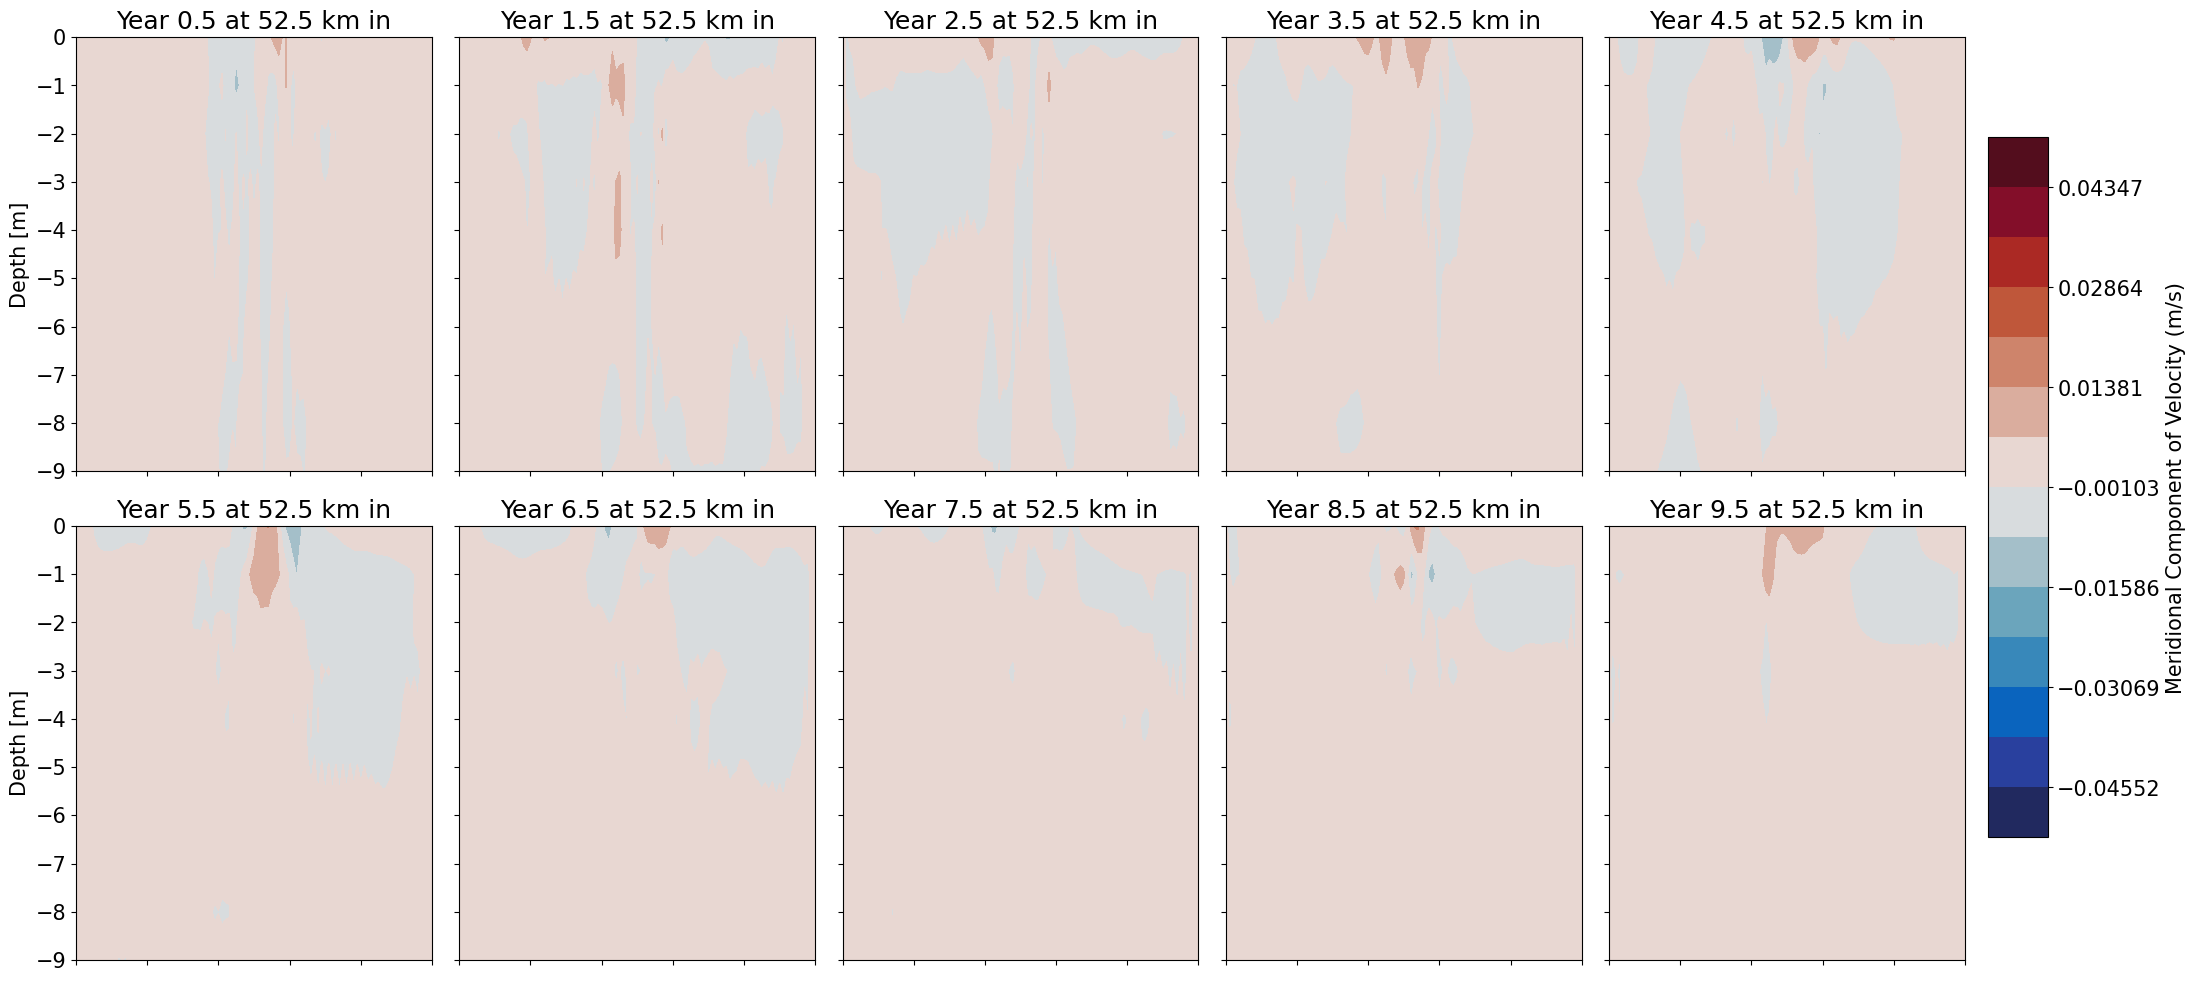 Year 0.5 at 52.5 km in
Year 1.5 at 52.5 km in
Year 2.5 at 52.5 km in
Year 3.5 at 52.5 km in
Year 4.5 at 52.5 km in
0
−1
−2
−3
−4
−5
−6
−7
−8
−9
Depth [m]
Year 5.5 at 52.5 km in
Year 6.5 at 52.5 km in
Year 7.5 at 52.5 km in
Year 8.5 at 52.5 km in
Year 9.5 at 52.5 km in
0
−1
−2
−3
−4
−5
−6
−7
−8
−9
Depth [m]
0.04347
0.02864
0.01381
−0.00103
−0.01586
−0.03069
−0.04552
Meridional Component of Velocity (m/s)